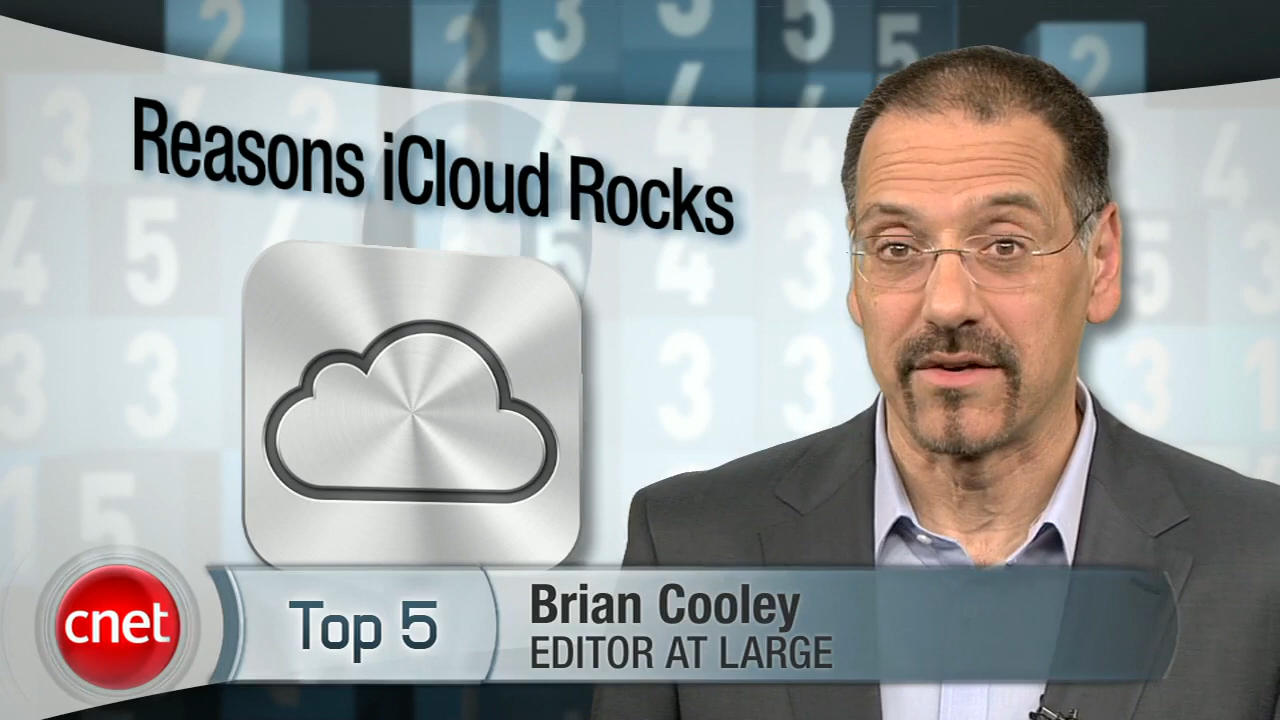 Reasons iCloud Rocks
cnet
Top 5
Brian Cooley
EDITOR AT LARGE